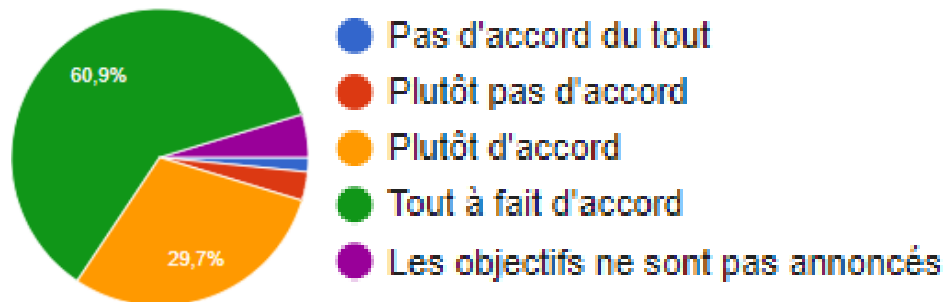 60,9%
29,7%
Pas d'accord du tout
Plutôt pas d'accord
Plutôt d'accord
Tout à fait d'accord
Les objectifs ne sont pas annoncés